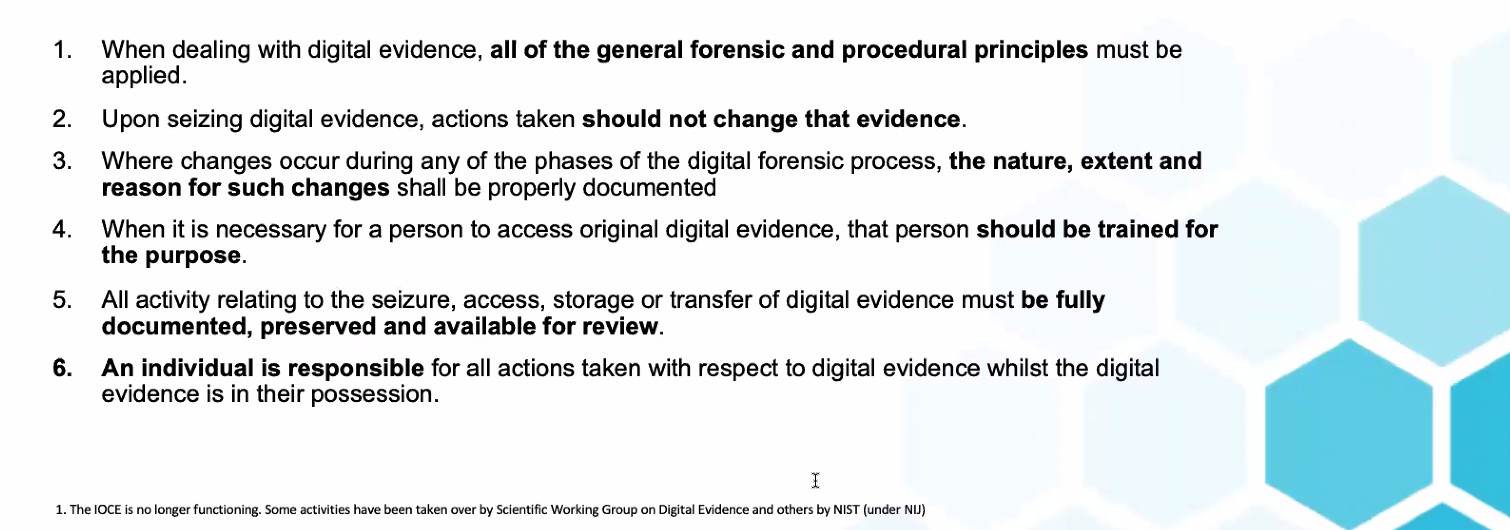 1. When dealing with digital evidence, all of the general forensic and procedural principles must be
applied.
2. Upon seizing digital evidence, actions taken should not change that evidence.
3. Where changes occur during any of the phases of the digital forensic process, the nature, extent and
reason for such changes shall be properly documented
4. When it is necessary for a person to access original digital evidence, that person should be trained for
the purpose.
5. All activity relating to the seizure, access, storage or transfer of digital evidence must be fully
documented, preserved and available for review.
6. An individual is responsible for all actions taken with respect to digital evidence whilst the digital
evidence is in their possession.
1. The IOCE is no longer functioning. Some activities have been taken over by Scientific Working Group on Digital Evidence and others by NIST (under NIJ)